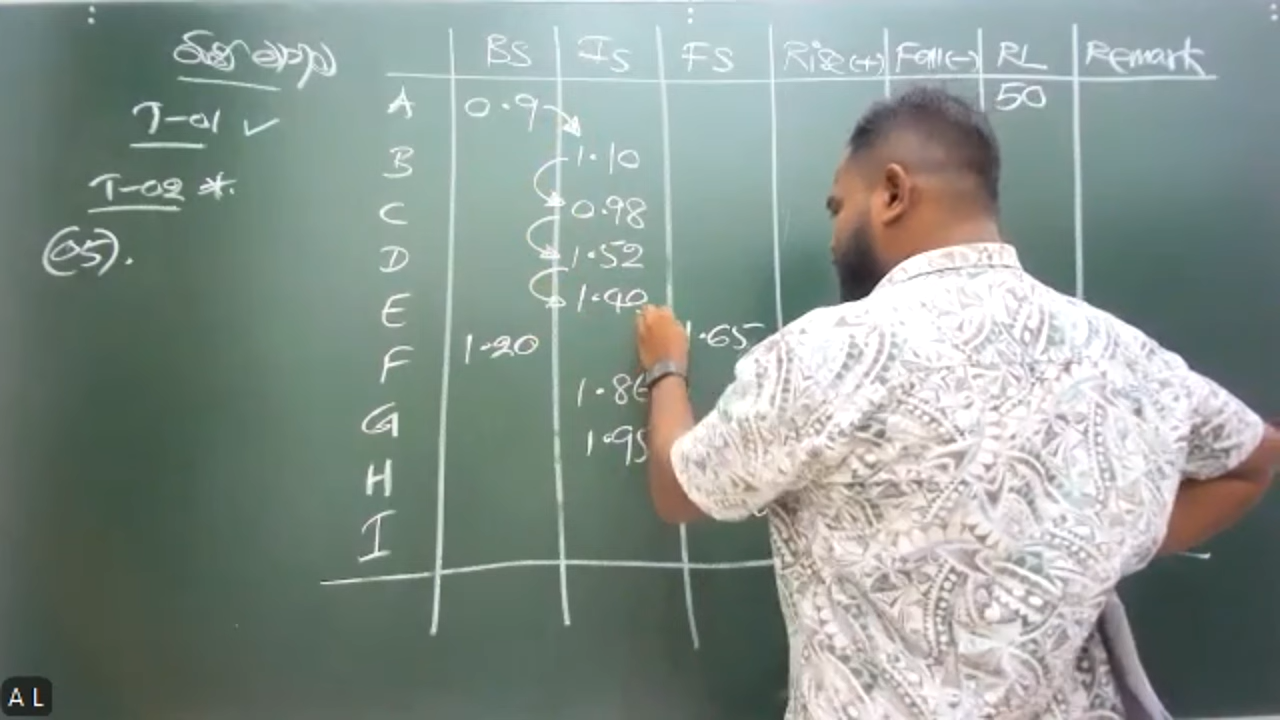 BS IS FS Rise(+) Fall(-) RL Remark
A 0.9 50
T-01 ✓
B 1.10
T-02 *.
C 0.98
(05).
D 1.52
E 1.40
F 1.20 1.65
G 1.86
H 1.95
I
A L